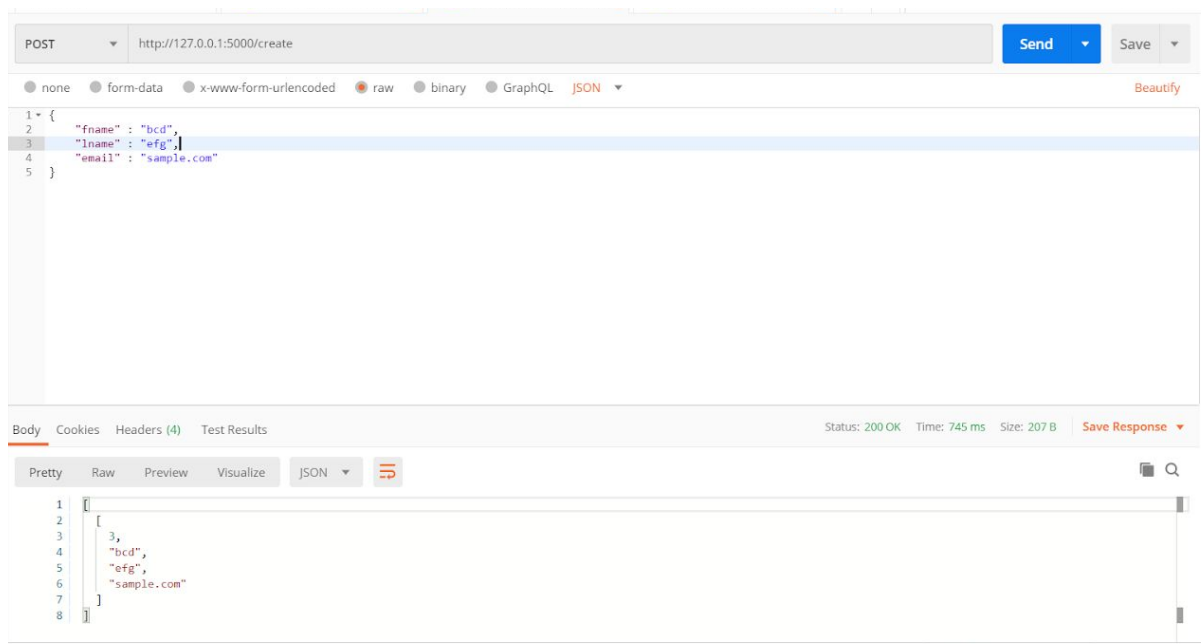 POST http://127.0.0.1:5000/create Send Save
none form-data x-www-form-urlencoded raw binary GraphQL JSON Beautify
1 {
2 "fname" : "bcd",
3 "lname" : "efg",
4 "email" : "sample.com"
5 }
Body Cookies Headers (4) Test Results Status: 200 OK Time: 745 ms Size: 207 B Save Response
Pretty Raw Preview Visualize JSON
1 [
2 [
3 3,
4 "bcd",
5 "efg",
6 "sample.com"
7 ]
8 ]